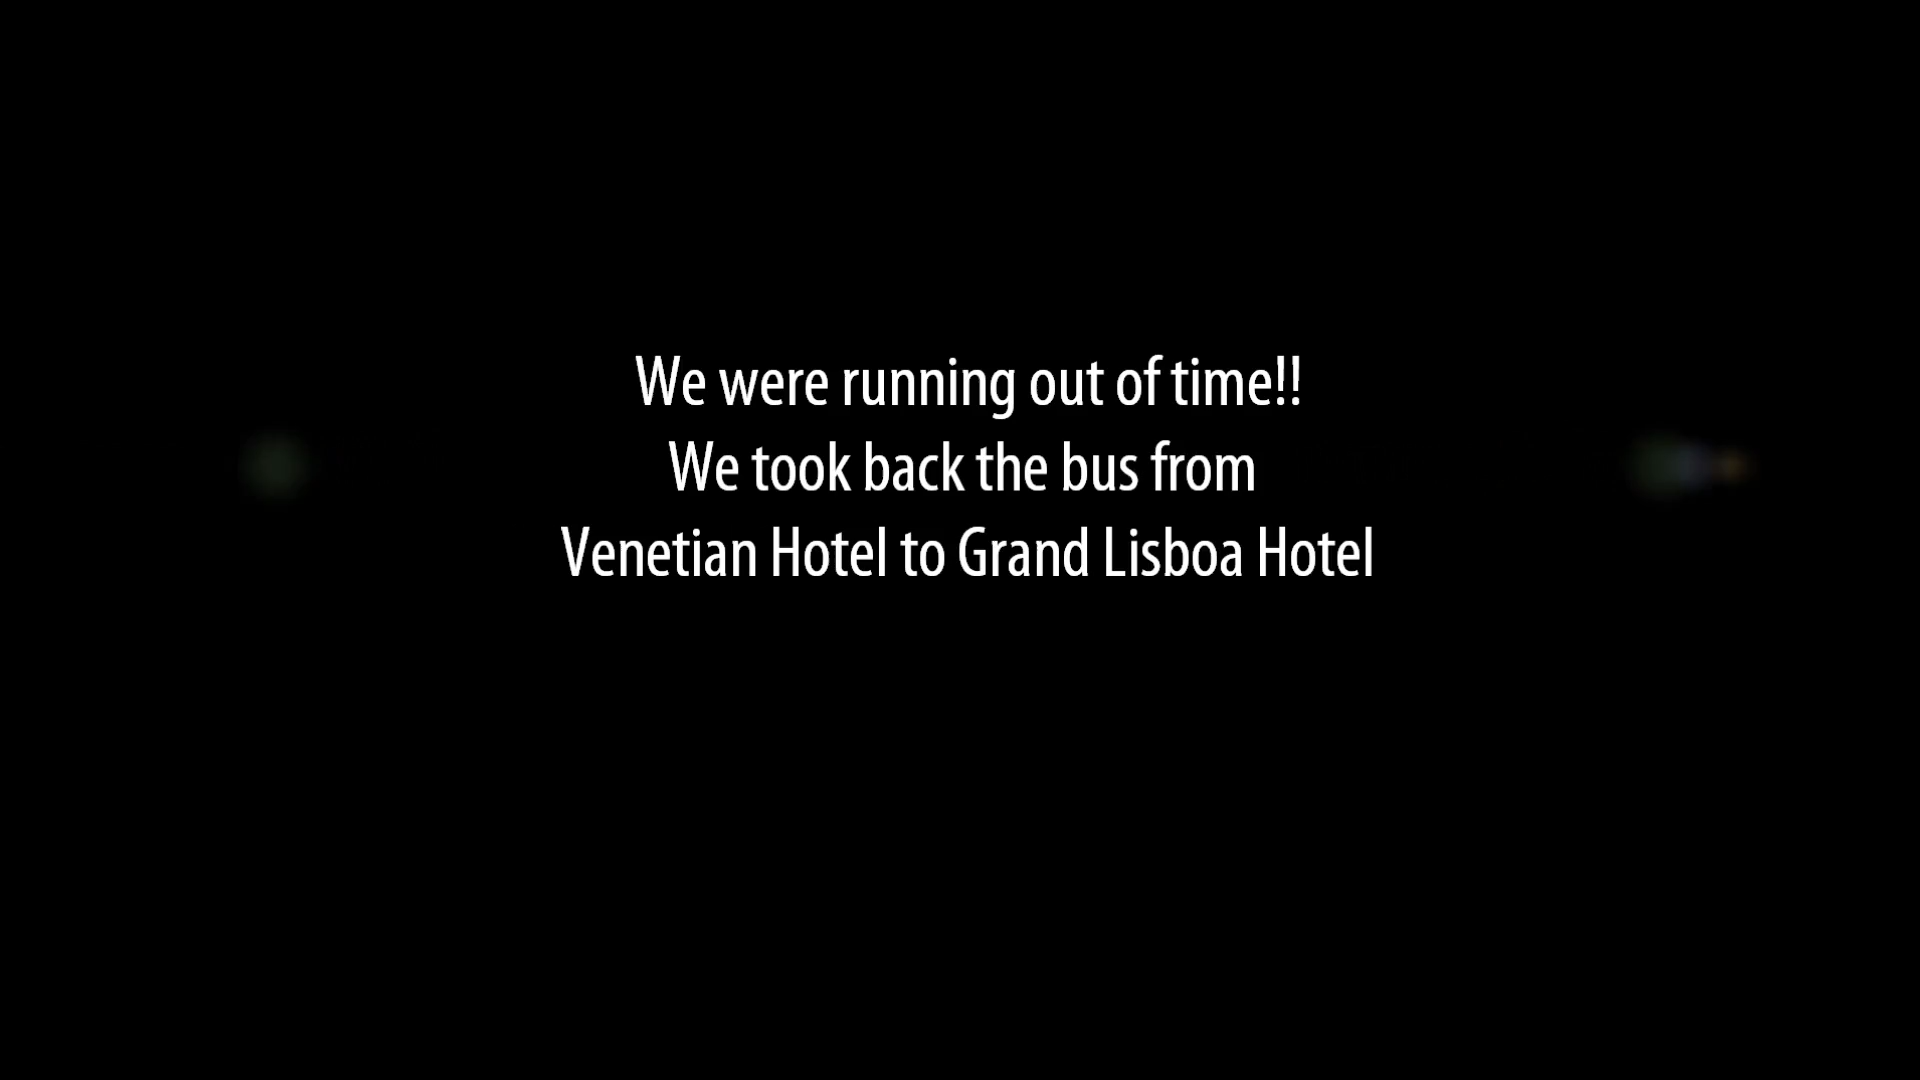 We were running out of time!!
We took back the bus from
Venetian Hotel to Grand Lisboa Hotel